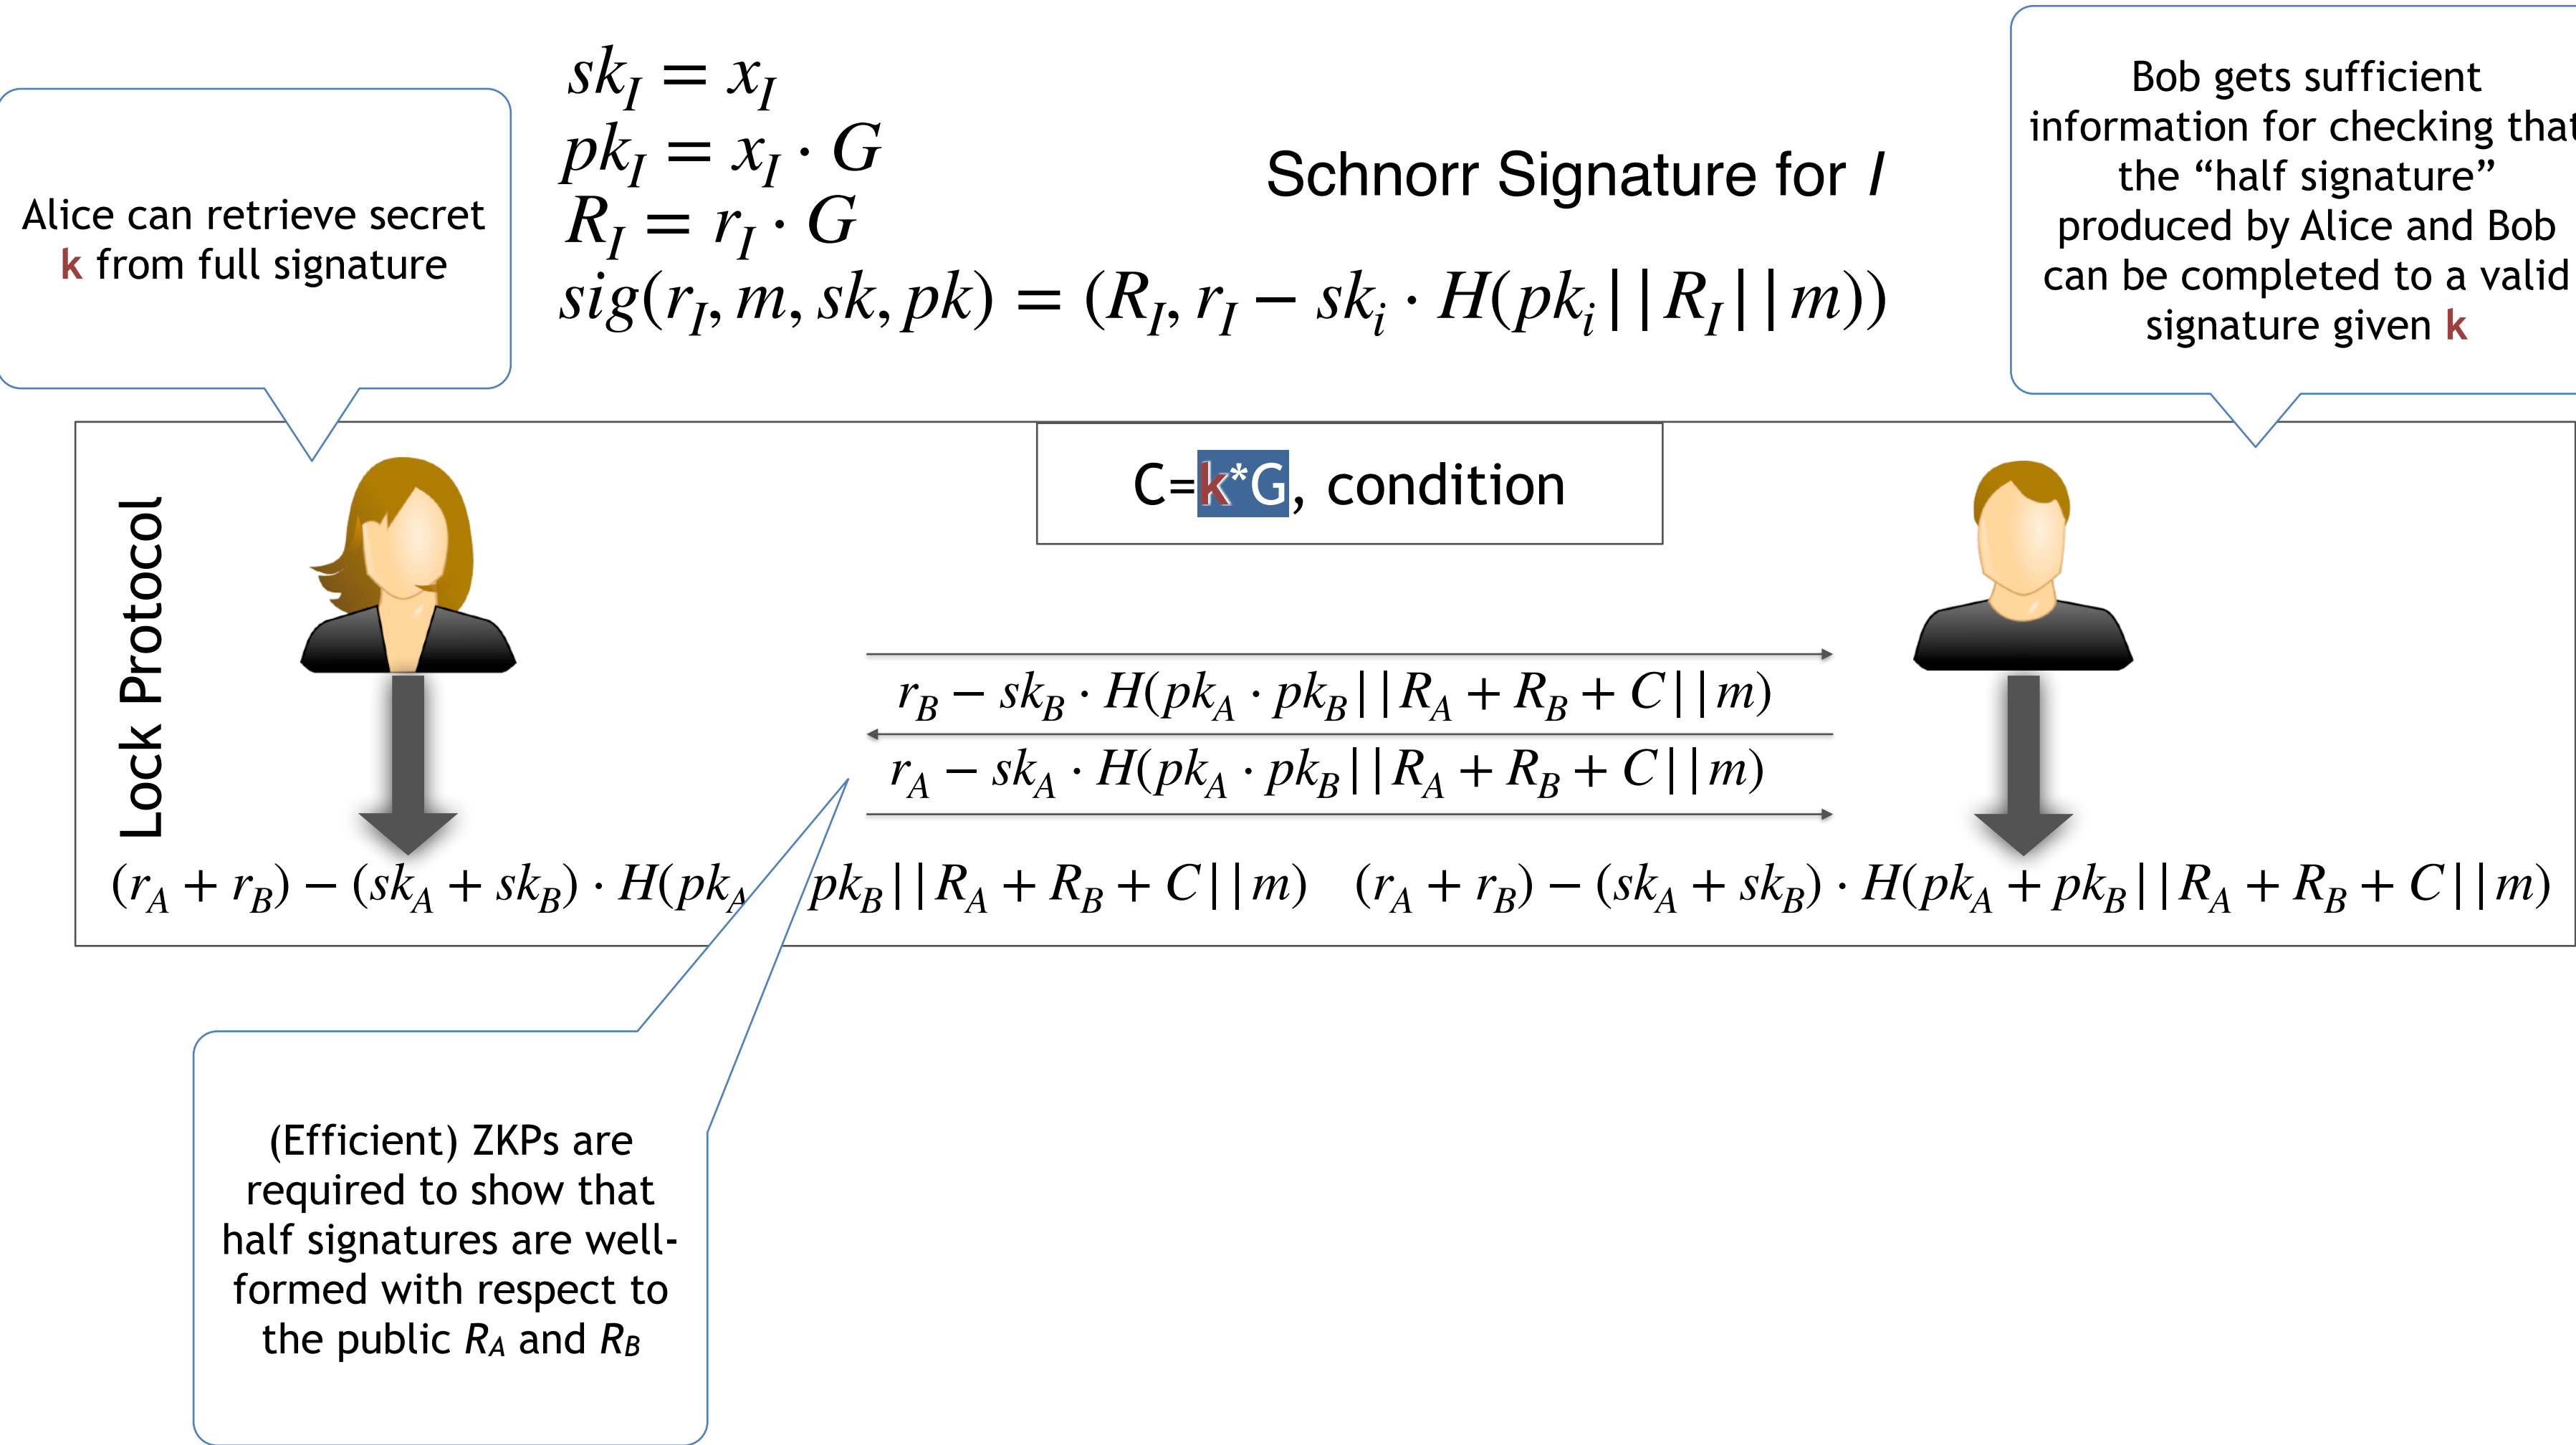 sk_I = x_I
pk_I = x_I · G
R_I = r_I · G
sig(r_I, m, sk, pk) = (R_I, r_I − sk_i · H(pk_i||R_I||m))
Schnorr Signature for I
Alice can retrieve secret
k from full signature
Bob gets sufficient
information for checking that
the “half signature”
produced by Alice and Bob
can be completed to a valid
signature given k
Lock Protocol
C=k*G, condition
r_B − sk_B · H(pk_A · pk_B||R_A + R_B + C||m)
r_A − sk_A · H(pk_A · pk_B||R_A + R_B + C||m)
(r_A + r_B) − (sk_A + sk_B) · H(pk_A pk_B||R_A + R_B + C||m)
(r_A + r_B) − (sk_A + sk_B) · H(pk_A + pk_B||R_A + R_B + C||m)
(Efficient) ZKPs are
required to show that
half signatures are well-
formed with respect to
the public R_A and R_B